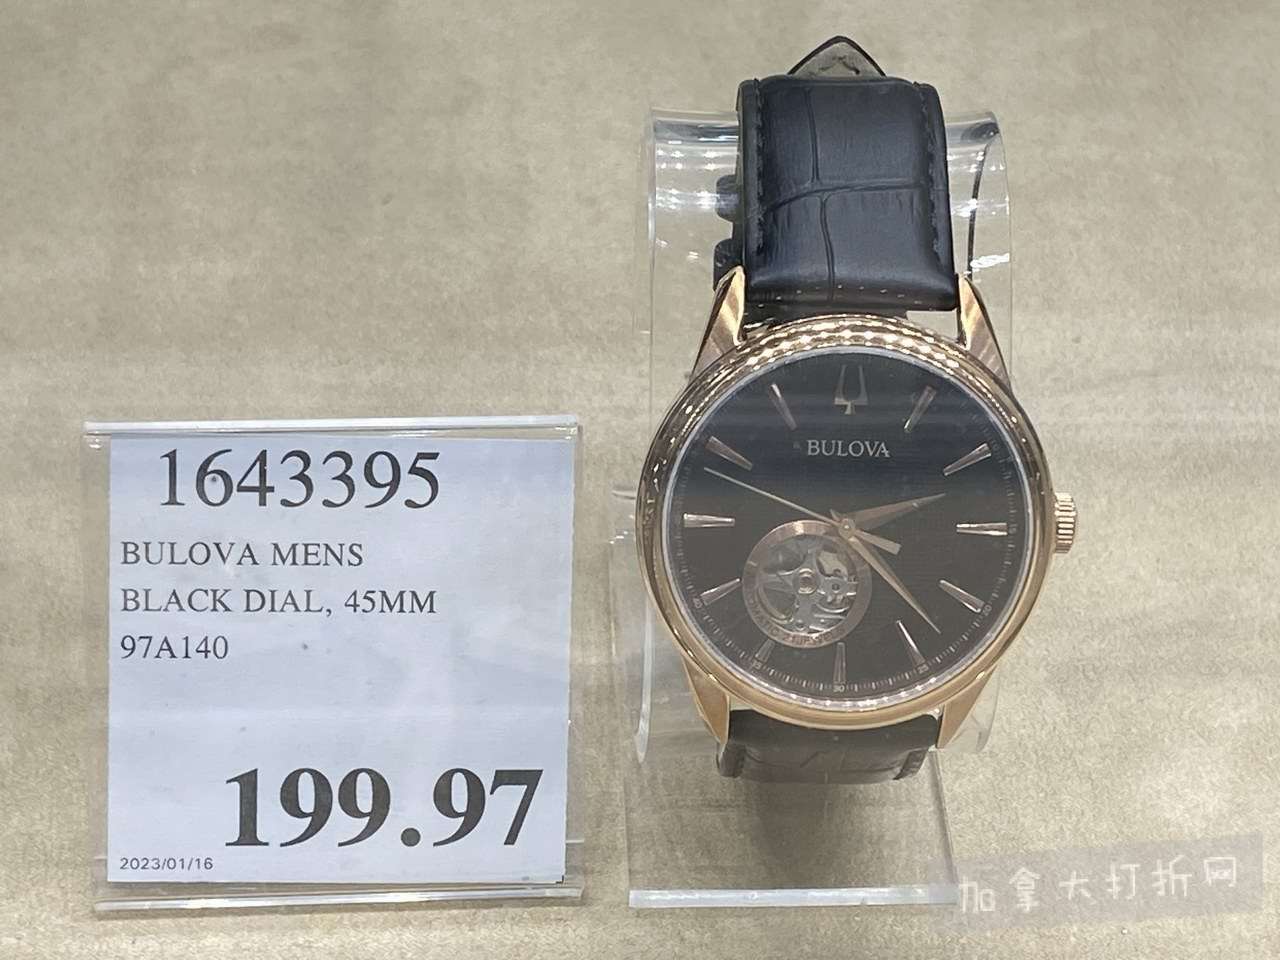 1643395
BULOVA MENS
BLACK DIAL, 45MM
97A140
199.97
2023/01/16
BULOVA
30
加拿大打折网